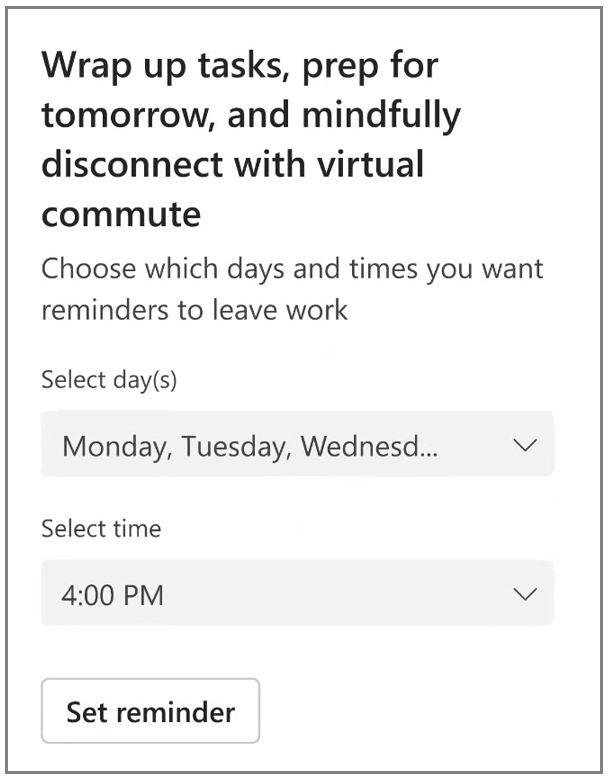 Wrap up tasks, prep for
tomorrow, and mindfully
disconnect with virtual
commute
Choose which days and times you want
reminders to leave work
Select day(s)
Monday, Tuesday, Wednesd...
Select time
4:00 PM
Set reminder